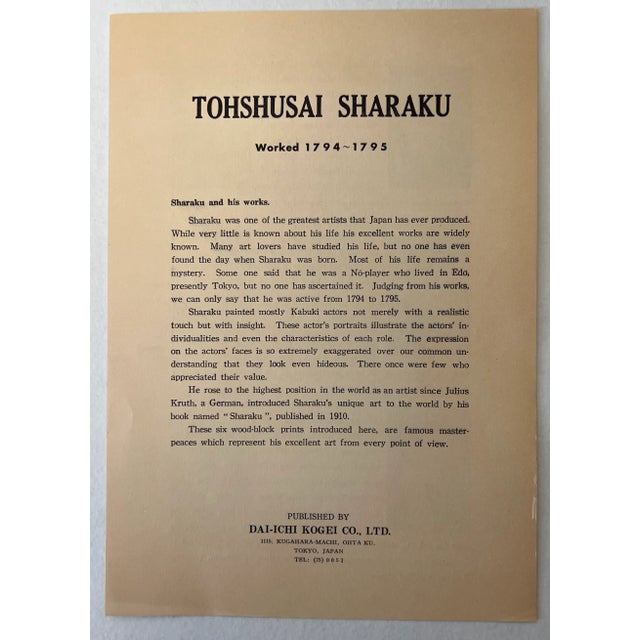 TOHSHUSAI SHARAKU
Worked 1794~1795
Sharaku and his works.
Sharaku was one of the greatest artists that Japan has ever produced.
While very little is known about his life his excellent works are widely
known. Many art lovers have studied his life, but no one has even
found the day when Sharaku was born. Most of his life remains a
mystery. Some one said that he was a Nō-player who lived in Edo,
presently Tokyo, but no one has ascertained it. Judging from his works,
we can only say that he was active from 1794 to 1795.
Sharaku painted mostly Kabuki actors not merely with a realistic
touch but with insight. These actor's portraits illustrate the actors' in-
dividualities and even the characteristics of each role. The expression
on the actors' faces is so extremely exaggerated over our common un-
derstanding that they look even hideous. There once were few who
appreciated their value.
He rose to the highest position in the world as an artist since Julius
Kruth, a German, introduced Sharaku's unique art to the world by his
book named "Sharaku", published in 1910.
These six wood-block prints introduced here, are famous master-
peaces which represent his excellent art from every point of view.
PUBLISHED BY
DAI-ICHI KOGEI CO., LTD.
KUGAHARA-MACHI, OHTA KU.
TOKYO, JAPAN
TEL: (75)